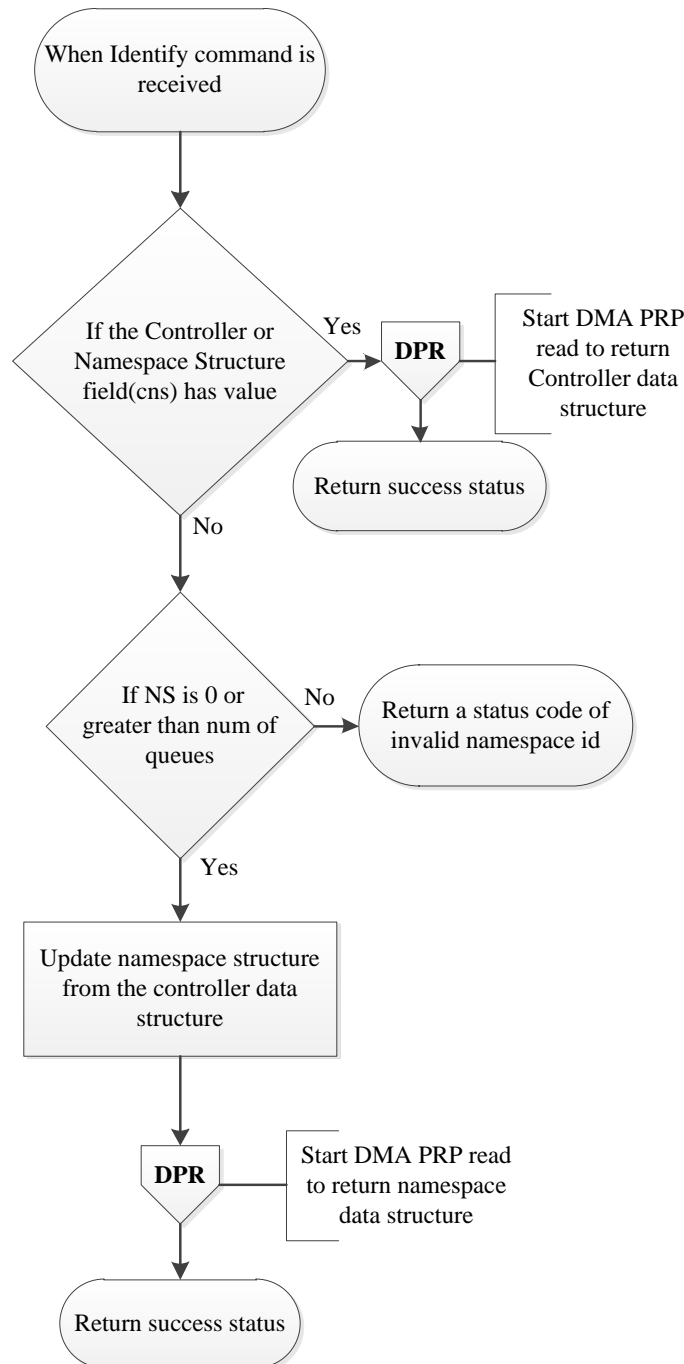 When Identify command is
received
If the Controller or
Namespace Structure
field(cns) has value
Yes
DPR
Start DMA PRP
read to return
Controller data
structure
Return success status
No
If NS is 0 or
greater than num of
queues
No
Return a status code of
invalid namespace id
Yes
Update namespace structure
from the controller data
structure
DPR
Start DMA PRP read
to return namespace
data structure
Return success status